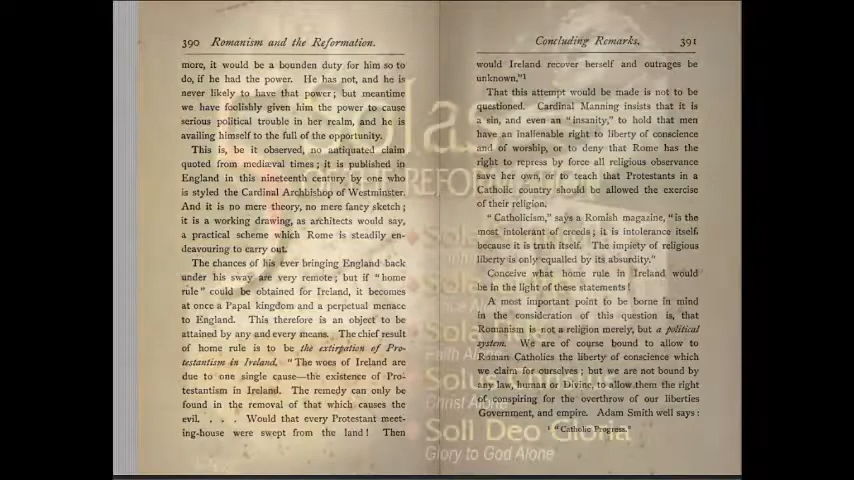 390 Romanism and the Reformation.
more, it would be a bounden duty for him so to
do, if he had the power. He has not, and he is
never likely to have that power; but meantime
we have foolishly given him the power to cause
serious political trouble in her realm, and he is
availing himself to the full of the opportunity.
This is, be it observed, no antiquated claim
quoted from mediæval times; it is published in
England in this nineteenth century by one who
is styled the Cardinal Archbishop of Westminster.
And it is no mere theory, no mere fancy sketch;
it is a working drawing, as architects would say,
a practical scheme which Rome is steadily en-
deavouring to carry out.
The chances of his ever bringing England back
under his sway are very remote; but if "home
rule" could be obtained for Ireland, it becomes
at once a Papal kingdom and a perpetual menace
to England. This therefore is an object to be
attained by any and every means. The chief result
of home rule is to be the extirpation of Pro-
testantism in Ireland. "The woes of Ireland are
due to one single cause—the existence of Pro-
testantism in Ireland. The remedy can only be
found in the removal of that which causes the
evil. . . . Would that every Protestant meet-
ing-house were swept from the land! Then
Concluding Remarks. 391
would Ireland recover herself and outrages be
unknown."1
That this attempt would be made is not to be
questioned. Cardinal Manning insists that it is
a sin, and even an "insanity," to hold that men
have an inalienable right to liberty of conscience
and of worship, or to deny that Rome has the
right to repress by force all religious observance
save her own, or to teach that Protestants in a
Catholic country should be allowed the exercise
of their religion.
"Catholicism," says a Romish magazine, "is the
most intolerant of creeds; it is intolerance itself,
because it is truth itself. The impiety of religious
liberty is only equalled by its absurdity."
Conceive what home rule in Ireland would
be in the light of these statements!
A most important point to be borne in mind
in the consideration of this question is, that
Romanism is not a religion merely, but a political
system. We are of course bound to allow to
Roman Catholics the liberty of conscience which
we claim for ourselves; but we are not bound by
any law, human or Divine, to allow them the right
of conspiring for the overthrow of our liberties
Government, and empire. Adam Smith well says:
1 "Catholic Progress."
Solas
Sola
Sola
Sola
Faith Alone
Solus
Christ Alone
Soli Deo Gloria
Glory to God Alone